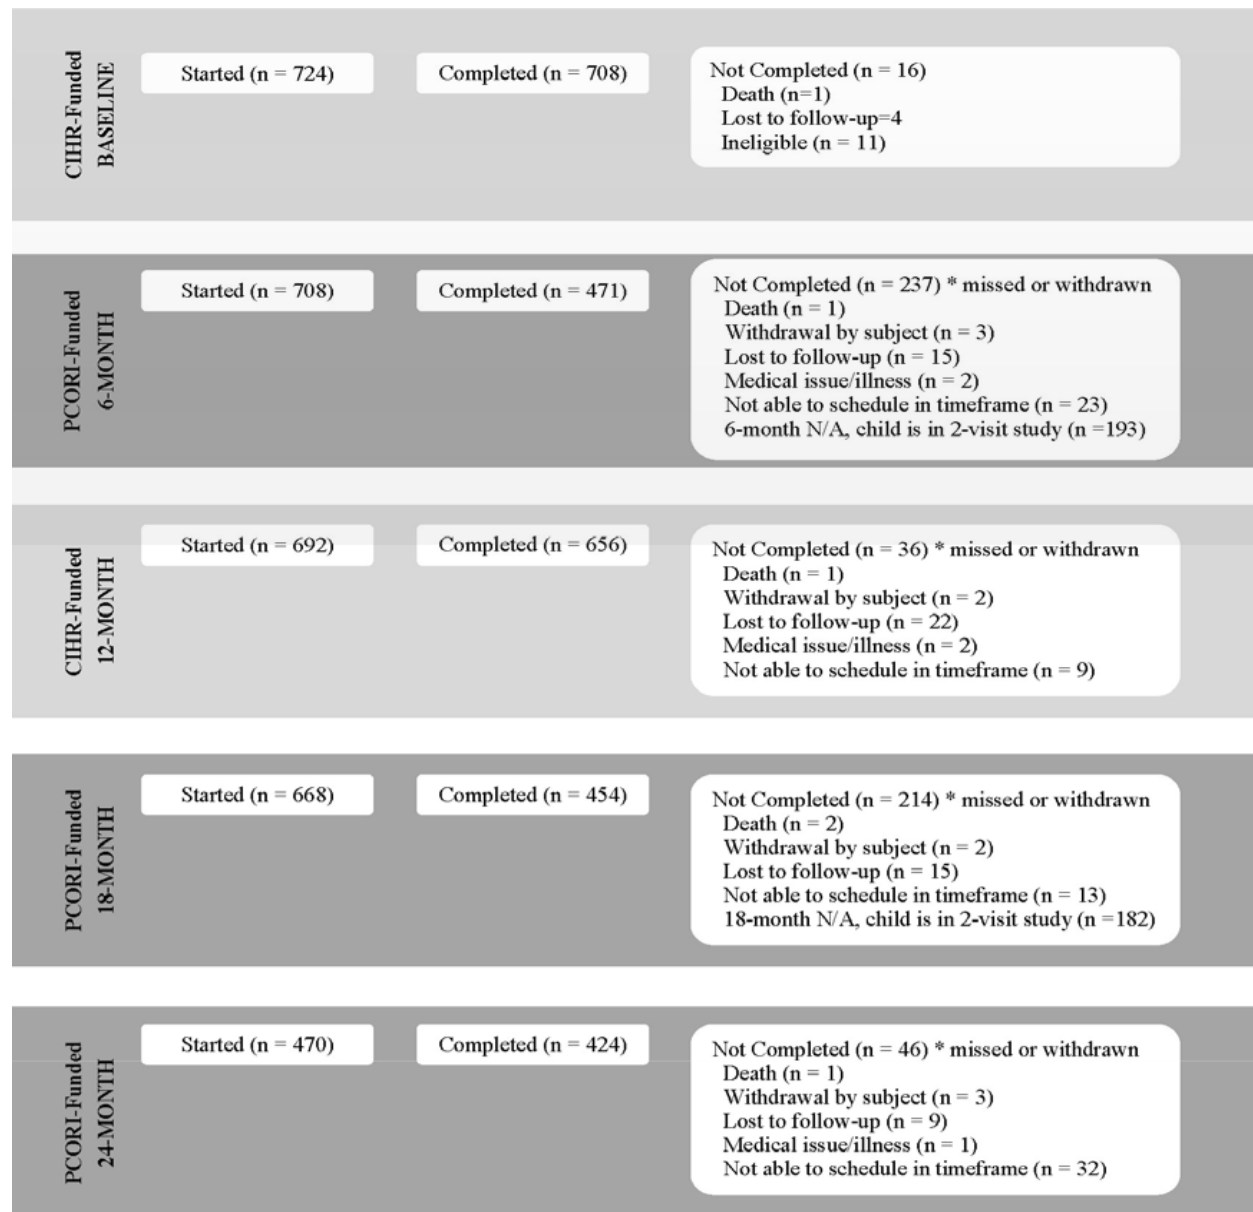 CIHR-Funded
BASELINE
Started (n = 724)
Completed (n = 708)
Not Completed (n = 16)
Death (n=1)
Lost to follow-up=4
Ineligible (n = 11)
PCORI-Funded
6-MONTH
Started (n = 708)
Completed (n = 471)
Not Completed (n = 237) * missed or withdrawn
Death (n = 1)
Withdrawal by subject (n = 3)
Lost to follow-up (n = 15)
Medical issue/illness (n = 2)
Not able to schedule in timeframe (n = 23)
6-month N/A, child is in 2-visit study (n =193)
CIHR-Funded
12-MONTH
Started (n = 692)
Completed (n = 656)
Not Completed (n = 36) * missed or withdrawn
Death (n = 1)
Withdrawal by subject (n = 2)
Lost to follow-up (n = 22)
Medical issue/illness (n = 2)
Not able to schedule in timeframe (n = 9)
PCORI-Funded
18-MONTH
Started (n = 668)
Completed (n = 454)
Not Completed (n = 214) * missed or withdrawn
Death (n = 2)
Withdrawal by subject (n = 2)
Lost to follow-up (n = 15)
Not able to schedule in timeframe (n = 13)
18-month N/A, child is in 2-visit study (n =182)
PCORI-Funded
24-MONTH
Started (n = 470)
Completed (n = 424)
Not Completed (n = 46) * missed or withdrawn
Death (n = 1)
Withdrawal by subject (n = 3)
Lost to follow-up (n = 9)
Medical issue/illness (n = 1)
Not able to schedule in timeframe (n = 32)